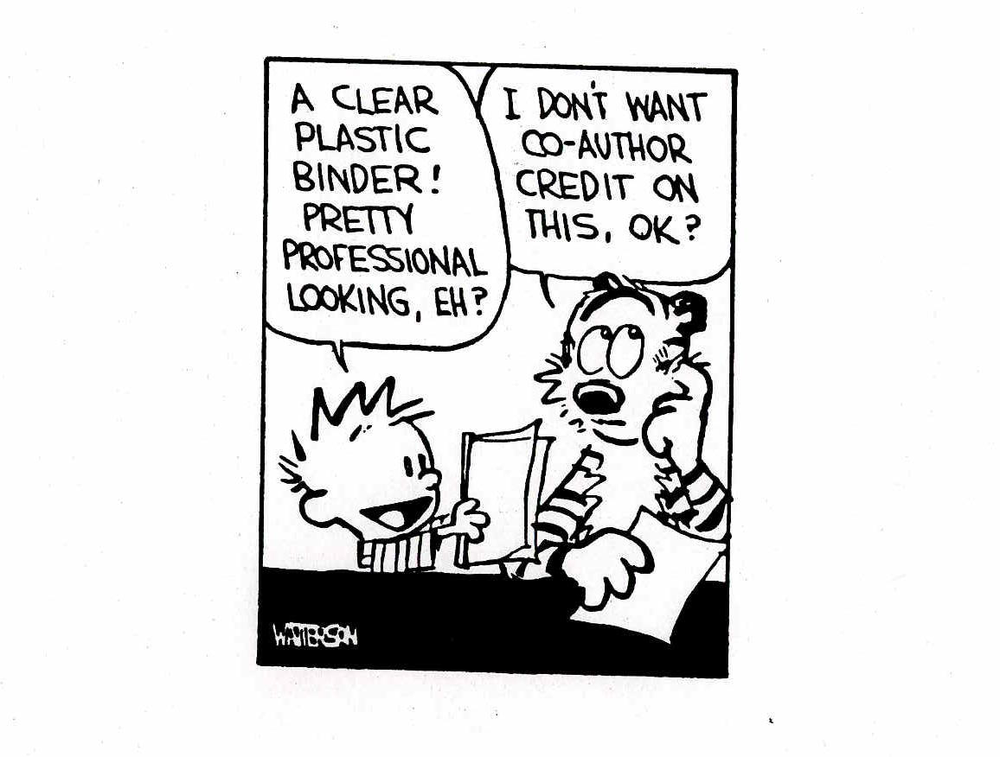 A CLEAR
PLASTIC
BINDER!
PRETTY
PROFESSIONAL
LOOKING, EH?
I DON'T WANT
CO-AUTHOR
CREDIT ON
THIS, OK?
WATTERSON